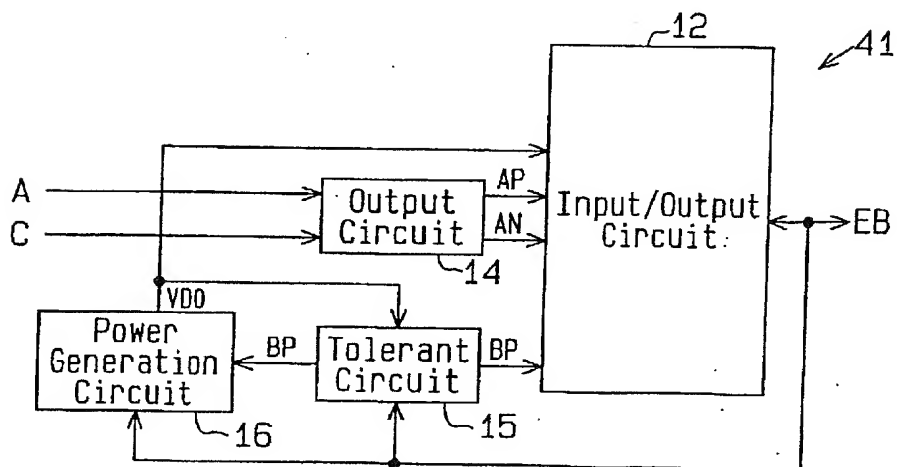 12
41
A
C
Output
Circuit
14
AP
AN
Input/Output
Circuit
EB
VD0
Power
Generation
Circuit
16
BP
Tolerant
Circuit
15
BP